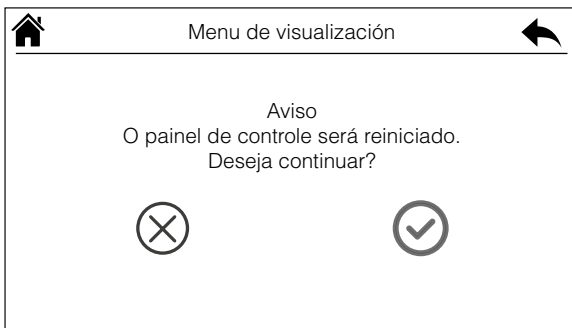 Menu de visualización
Aviso
O painel de controle será reiniciado.
Deseja continuar?